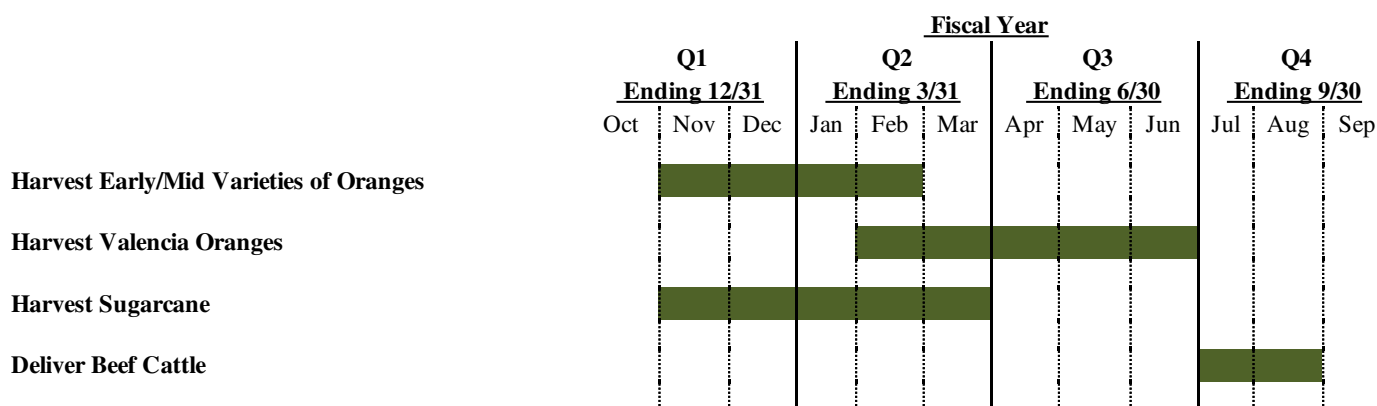 Fiscal Year
Q1 Q2 Q3 Q4
Ending 12/31 Ending 3/31 Ending 6/30 Ending 9/30
Oct Nov Dec Jan Feb Mar Apr May Jun Jul Aug Sep
Harvest Early/Mid Varieties of Oranges
Harvest Valencia Oranges
Harvest Sugarcane
Deliver Beef Cattle